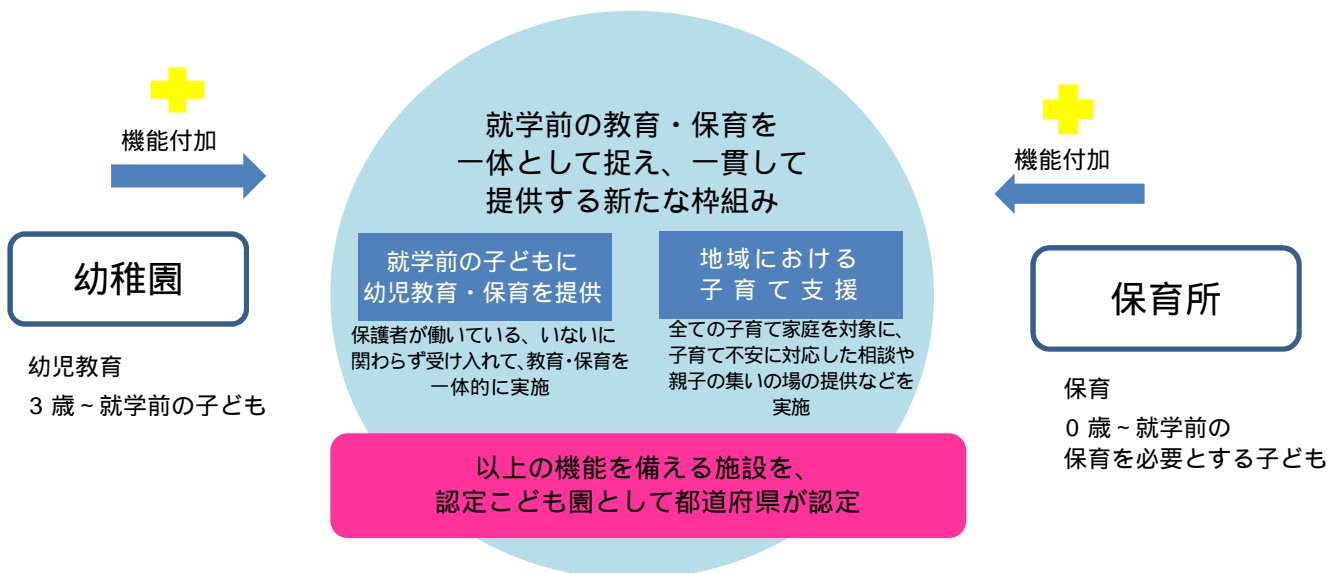 機能付加
幼稚園
幼児教育
3 歳~就学前の子ども
就学前の教育・保育を
一体として捉え、一貫して
提供する新たな枠組み
就学前の子どもに
幼児教育・保育を提供
保護者が働いている、いないに
関わらず受け入れて、教育・保育を
一体的に実施
地域における
子育て支援
全ての子育て家庭を対象に、
子育て不安に対応した相談や
親子の集いの場の提供などを
実施
以上の機能を備える施設を、
認定こども園として都道府県が認定
機能付加
保育所
保育
0 歳~就学前の
保育を必要とする子ども